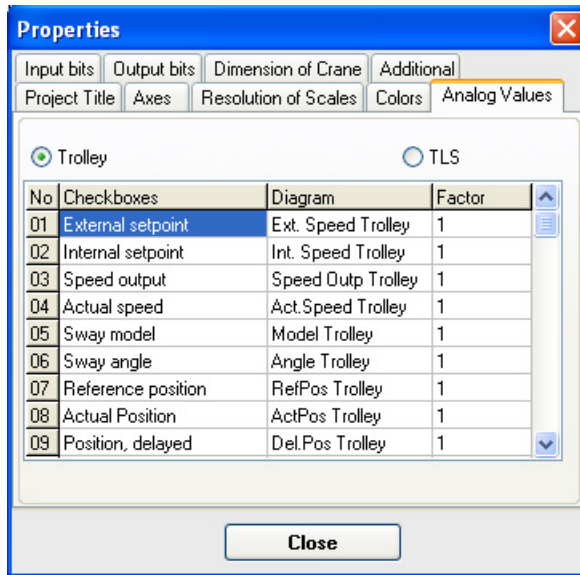 Properties
Input bits Output bits Dimension of Crane Additional
Project Title Axes Resolution of Scales Colors Analog Values
Trolley TLS
No Checkboxes Diagram Factor
01 External setpoint Ext. Speed Trolley 1
02 Internal setpoint Int. Speed Trolley 1
03 Speed output Speed Outp Trolley 1
04 Actual speed Act.Speed Trolley 1
05 Sway model Model Trolley 1
06 Sway angle Angle Trolley 1
07 Reference position RefPos Trolley 1
08 Actual Position ActPos Trolley 1
09 Position, delayed Del.Pos Trolley 1
Close